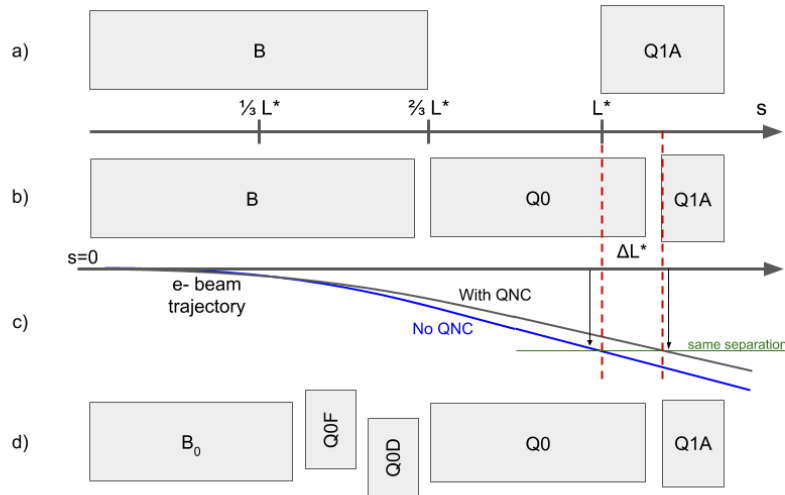 a)
B
Q1A
⅓ L*
⅔ L*
L*
s
b)
B
Q0
Q1A
s=0
ΔL*
e- beam
trajectory
With QNC
c)
No QNC
same separation
d)
B₀
Q0F
Q0D
Q0
Q1A